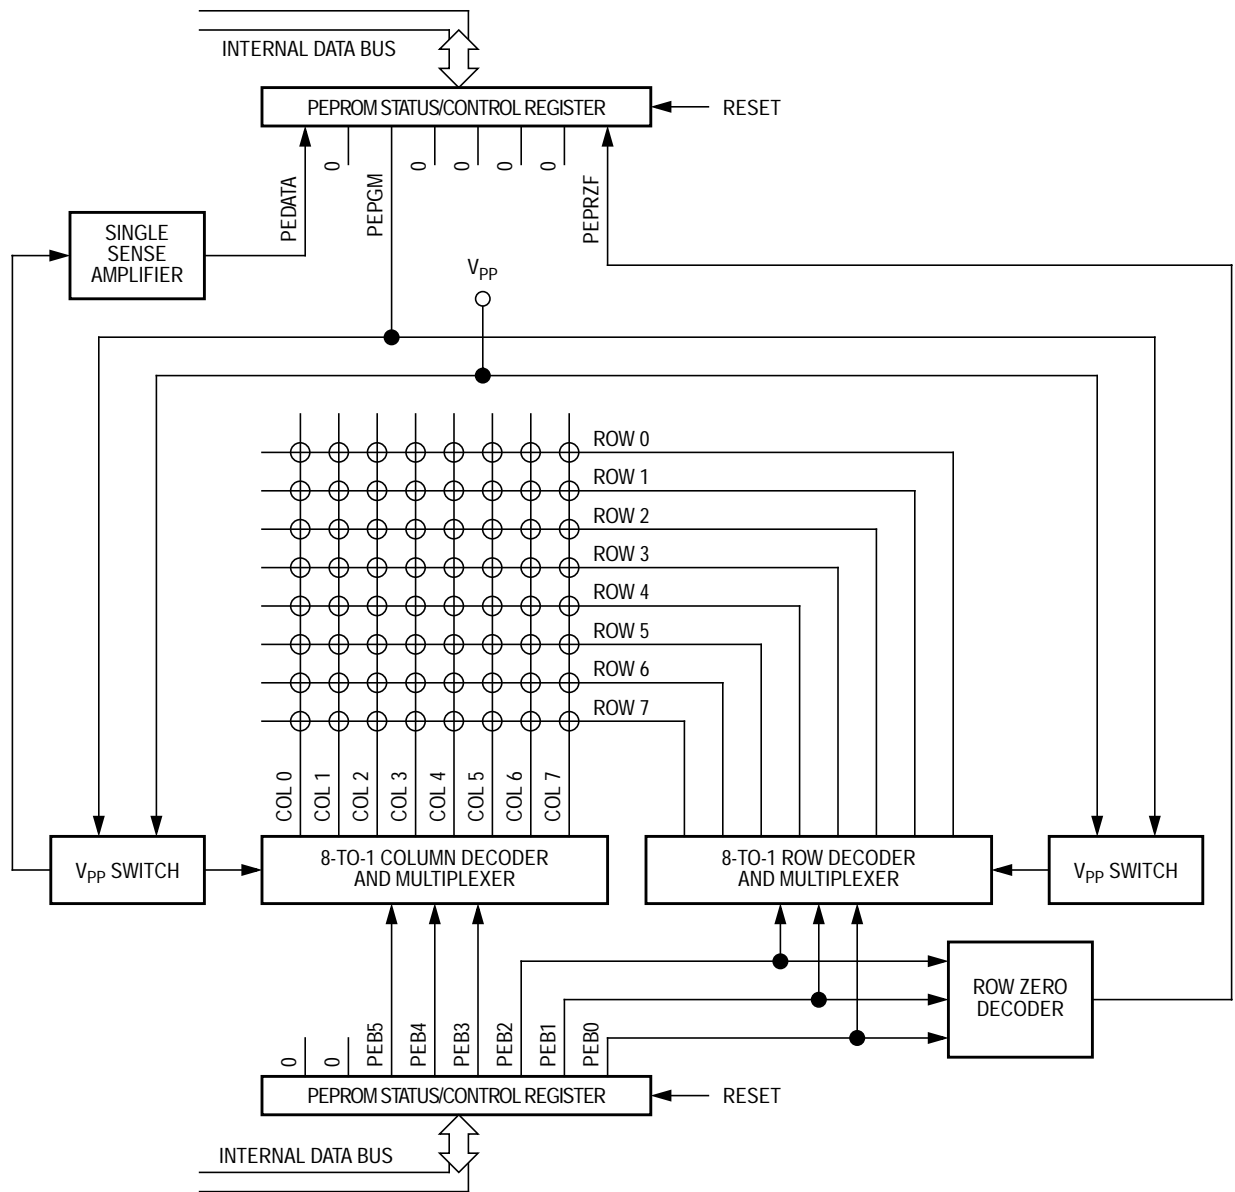 INTERNAL DATA BUS
PEPROM STATUS/CONTROL REGISTER
RESET
0
0
0
0
0
PEDATA
PEPGM
PEPRZF
SINGLE
SENSE
AMPLIFIER
VPP
ROW 0
ROW 1
ROW 2
ROW 3
ROW 4
ROW 5
ROW 6
ROW 7
COL 0
COL 1
COL 2
COL 3
COL 4
COL 5
COL 6
COL 7
VPP SWITCH
8-TO-1 COLUMN DECODER
AND MULTIPLEXER
8-TO-1 ROW DECODER
AND MULTIPLEXER
VPP SWITCH
ROW ZERO
DECODER
0
0
PEB5
PEB4
PEB3
PEB2
PEB1
PEB0
PEPROM STATUS/CONTROL REGISTER
RESET
INTERNAL DATA BUS